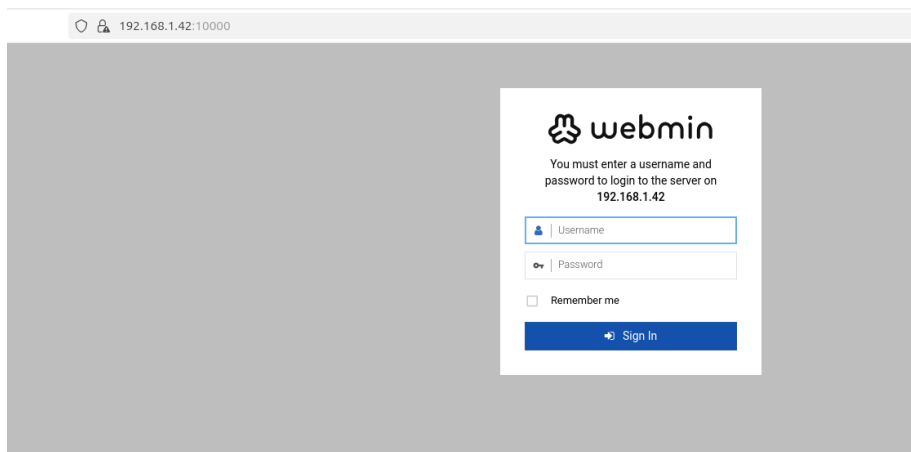 192.168.1.42:10000
webmin
You must enter a username and
password to login to the server on
192.168.1.42
Username
Password
Remember me
Sign In